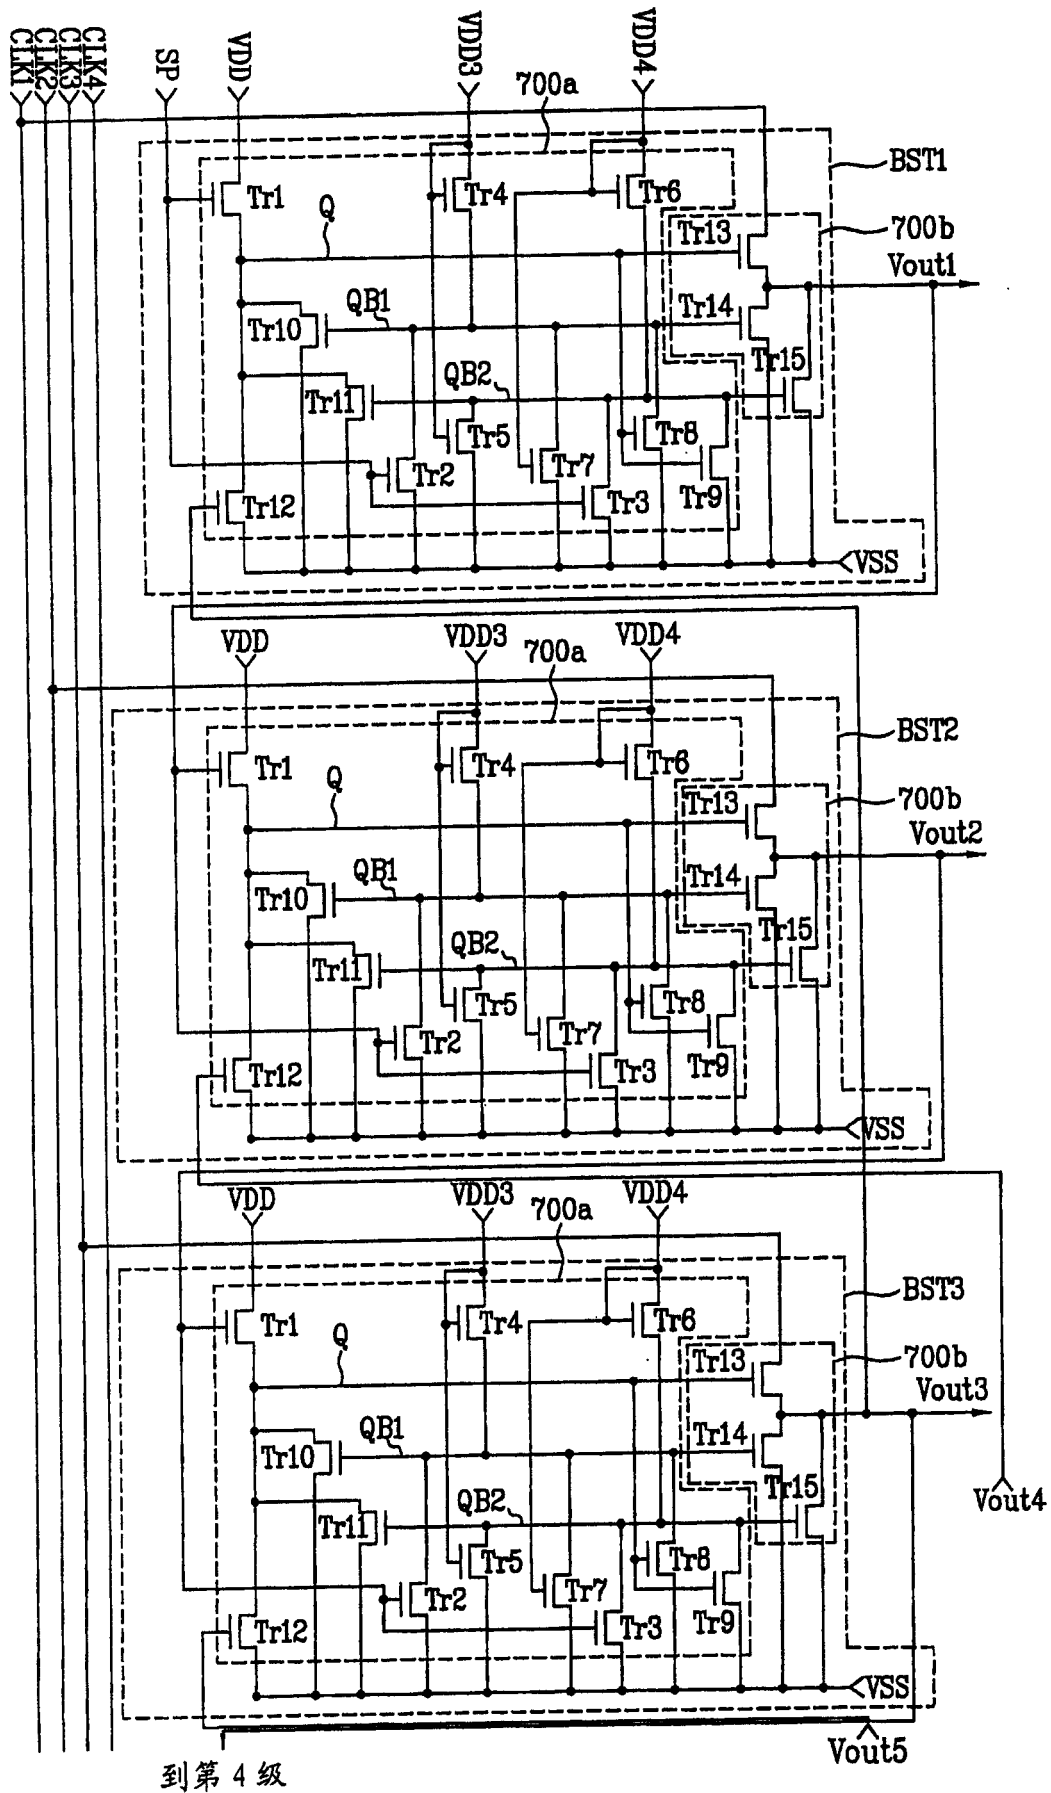 CLK1
CLK2
CLK3
CLK4
SP
VDD
VDD3
VDD4
700a
BST1
Tr1
Tr4
Tr6
Q
Tr13
700b
Vout1
QB1
Tr10
Tr14
Tr15
QB2
Tr11
Tr5
Tr8
Tr2
Tr7
Tr3
Tr9
Tr12
VSS
VDD
VDD3
700a
VDD4
BST2
Tr1
Tr4
Tr6
Q
Tr13
700b
Vout2
QB1
Tr10
Tr14
Tr15
QB2
Tr11
Tr5
Tr8
Tr2
Tr7
Tr3
Tr9
Tr12
VSS
VDD
VDD3
700a
VDD4
BST3
Tr1
Tr4
Tr6
Q
Tr13
700b
Vout3
QB1
Tr10
Tr14
Tr15
Vout4
QB2
Tr11
Tr5
Tr8
Tr2
Tr7
Tr3
Tr9
Tr12
VSS
Vout5
到第 4 级